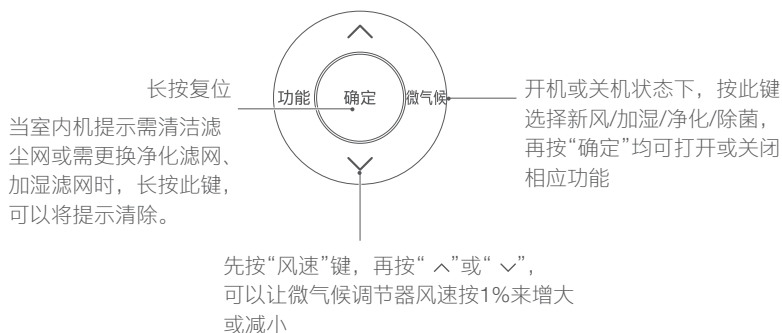 功能 确定 微气候
长按复位
当室内机提示需清洁滤
尘网或需更换净化滤网、
加湿滤网时，长按此键，
可以将提示清除。
开机或关机状态下，按此键
选择新风/加湿/净化/除菌，
再按“确定”均可打开或关闭
相应功能
先按“风速”键，再按“ ︿”或“ ﹀”，
可以让微气候调节器风速按1%来增大
或减小